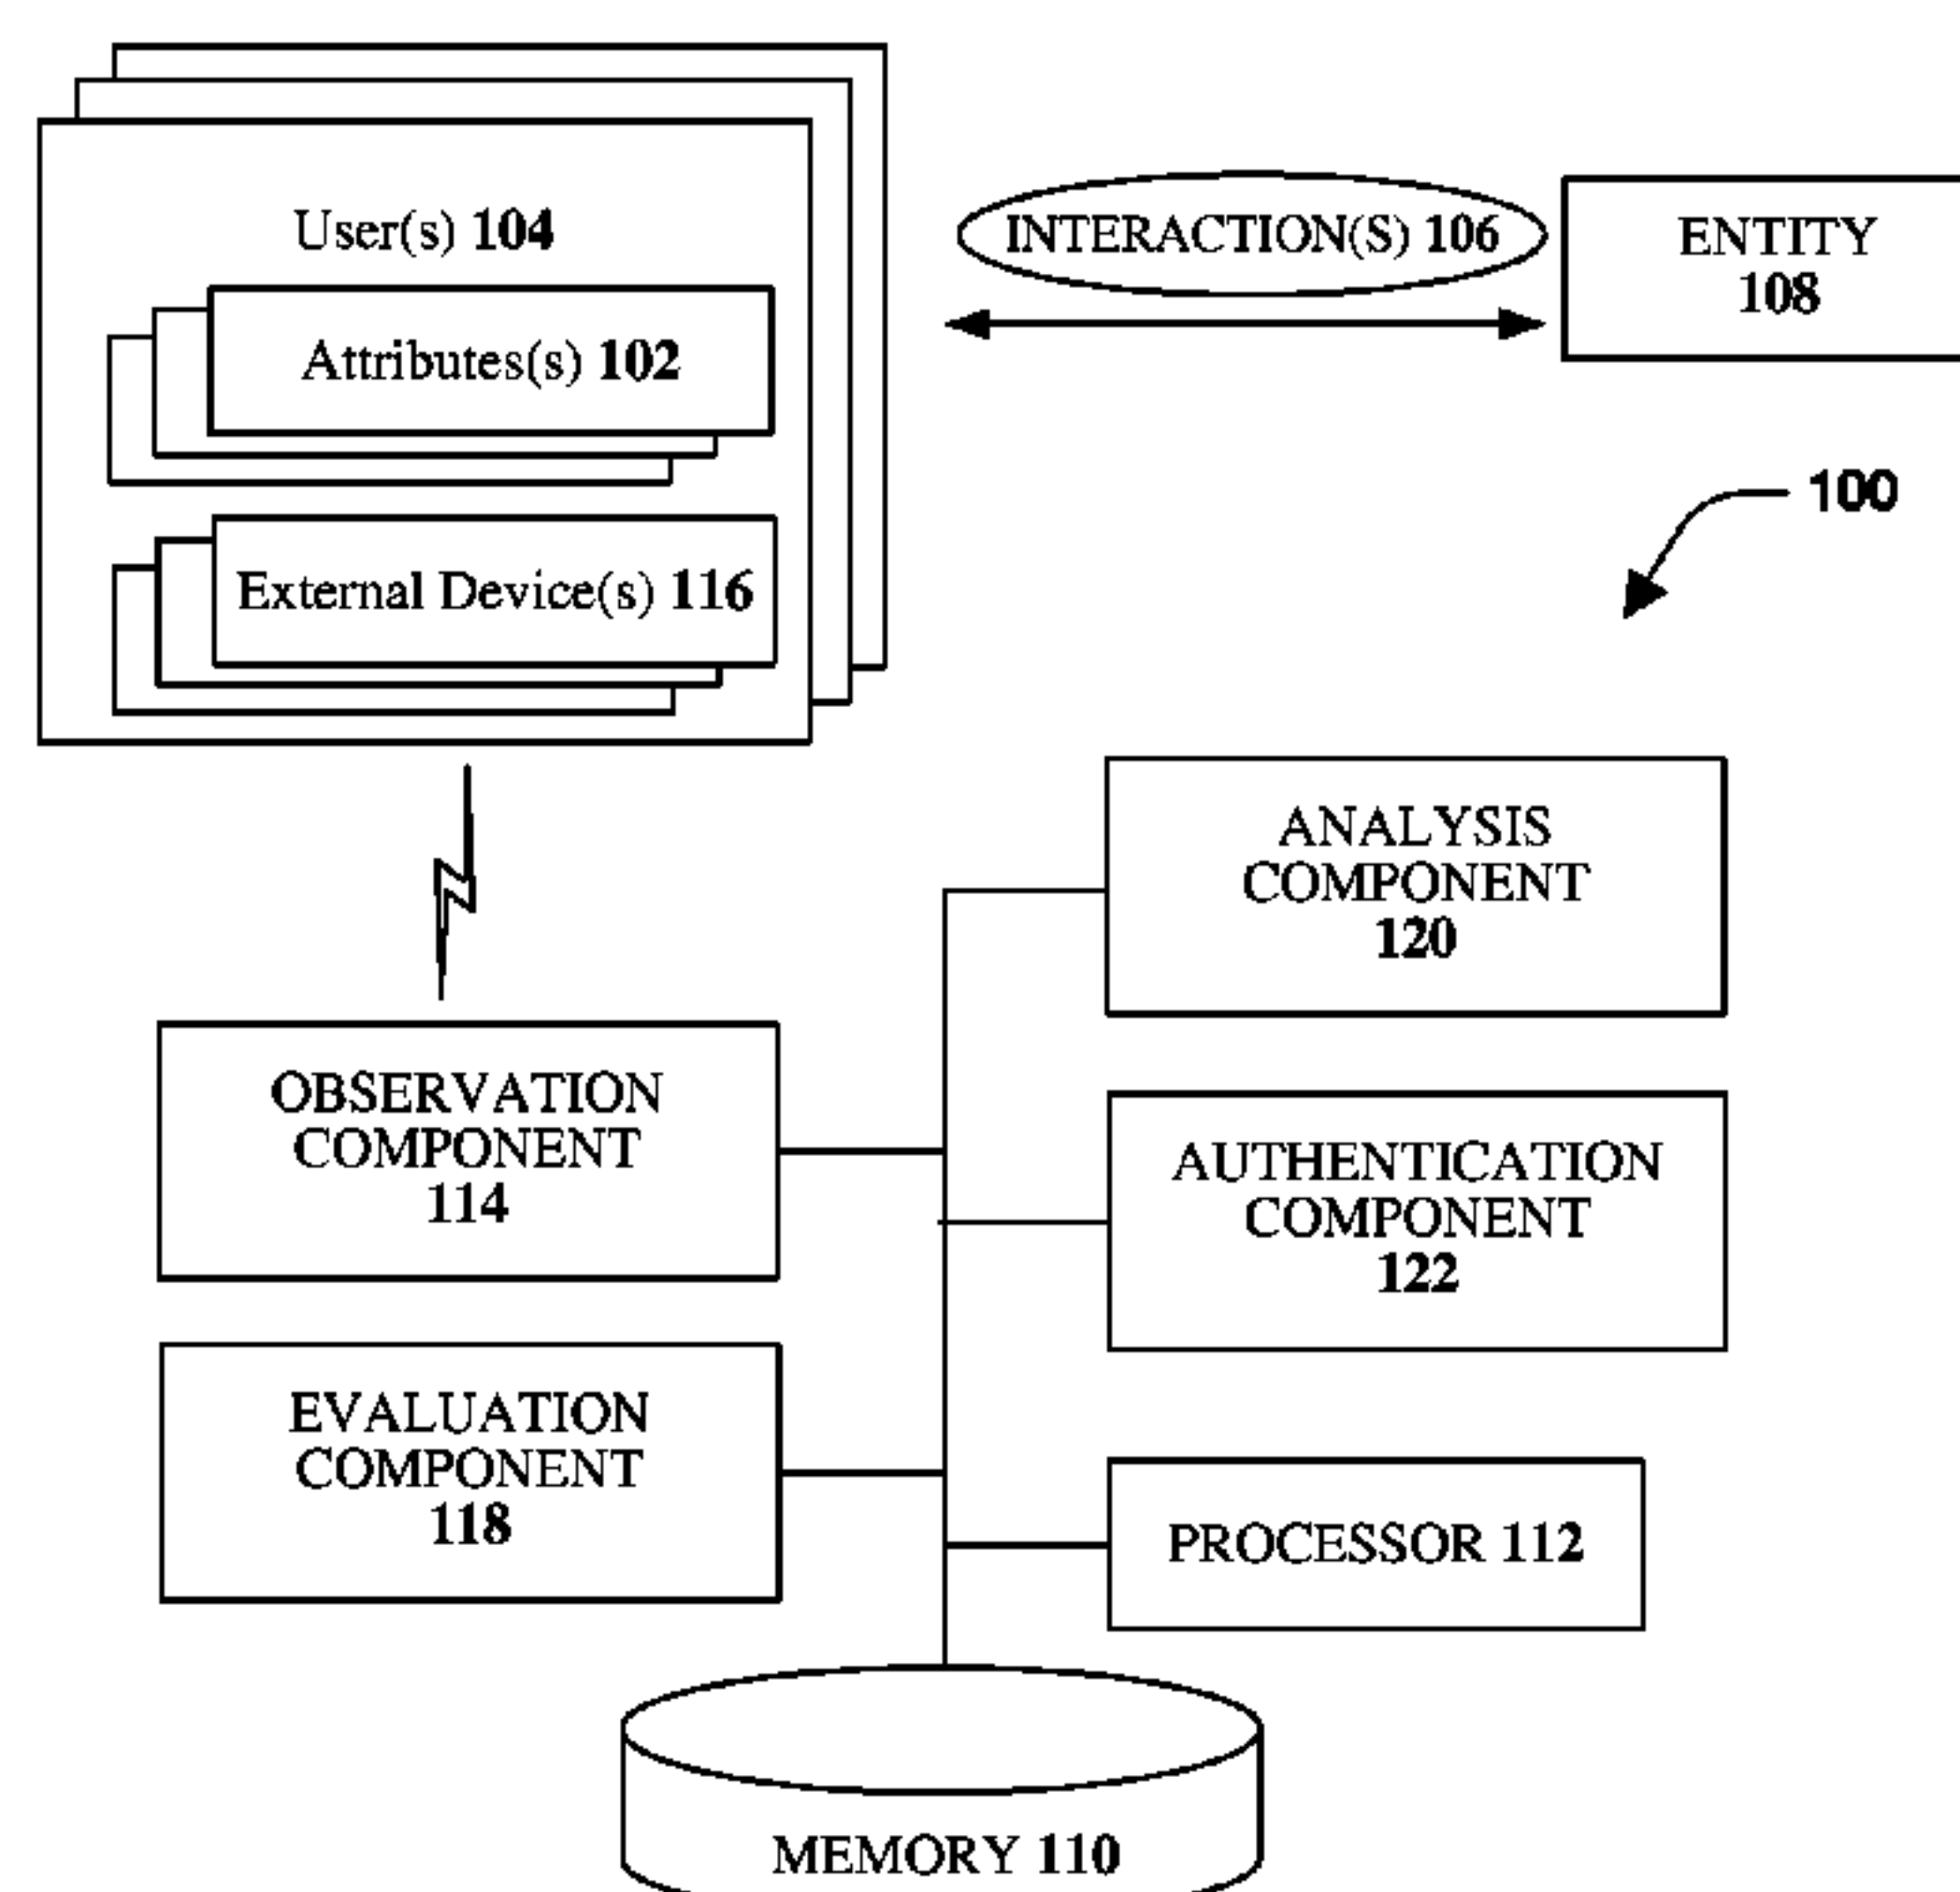 User(s) 104
Attributes(s) 102
External Device(s) 116
INTERACTION(S) 106
ENTITY
108
100
ANALYSIS
COMPONENT
120
OBSERVATION
COMPONENT
114
AUTHENTICATION
COMPONENT
122
EVALUATION
COMPONENT
118
PROCESSOR 112
MEMORY 110